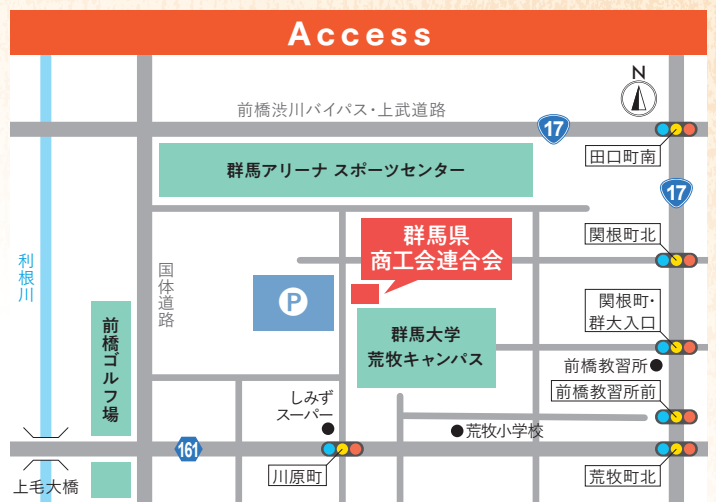 Access
N
前橋渋川バイパス・上武道路
17
田口町南
群馬アリーナ スポーツセンター
17
群馬県
商工会連合会
関根町北
利根川
国体道路
P
関根町・
群大入口
前橋ゴルフ場
群馬大学
荒牧キャンパス
前橋教習所
前橋教習所前
しみず
スーパー
荒牧小学校
161
川原町
荒牧町北
上毛大橋